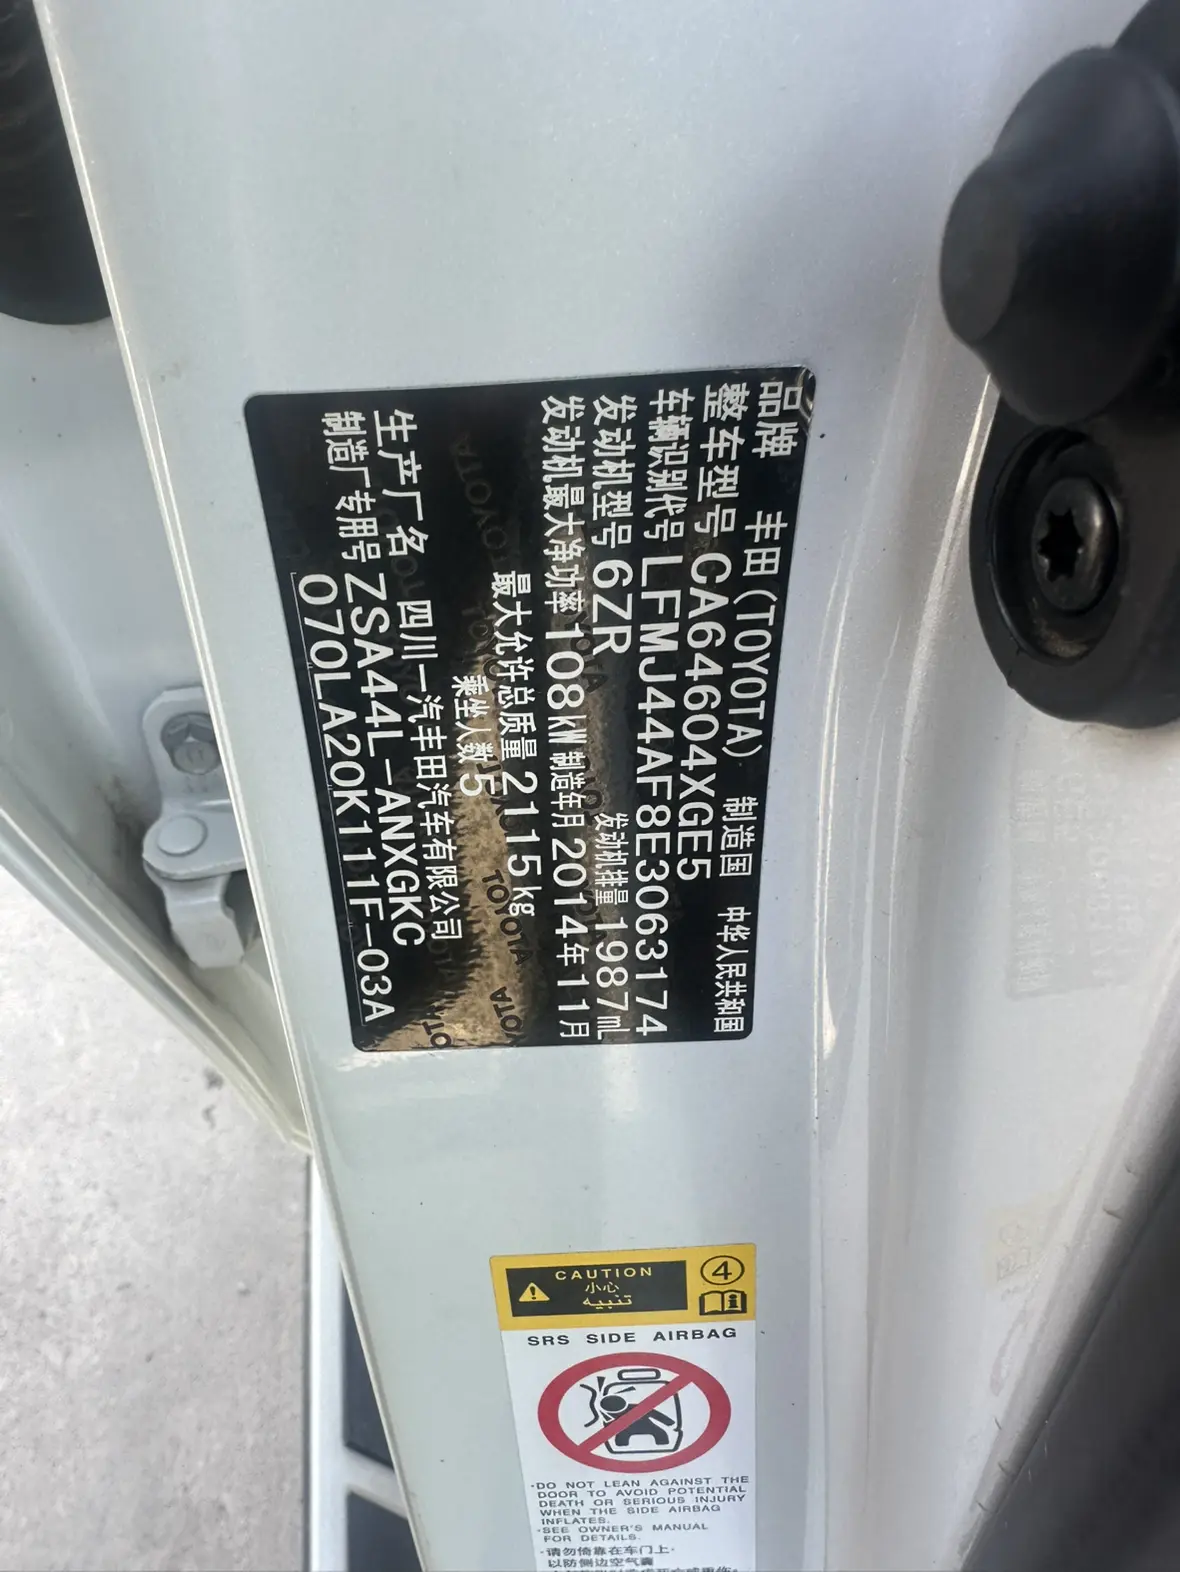 品牌 丰田(TOYOTA) 制造国 中华人民共和国
整车型号 CA64604XGE5
车辆识别代号 LFMJ44AF8E3063174
发动机型号 6ZR 发动机排量 1987mL
发动机最大净功率 108kW 制造年月 2014年11月
最大允许总质量 2115kg
乘坐人数 5
生产厂名 四川一汽丰田汽车有限公司
制造厂专用号 ZSA44L-ANXGKC
070LA20K111F-03A
CAUTION
小心
تنبيه
4
SRS SIDE AIRBAG
·DO NOT LEAN AGAINST THE
DOOR TO AVOID POTENTIAL
DEATH OR SERIOUS INJURY
WHEN THE SIDE AIRBAG
INFLATES.
·SEE OWNER'S MANUAL
FOR DETAILS.
·请勿倚靠在车门上·
以防侧边空气囊